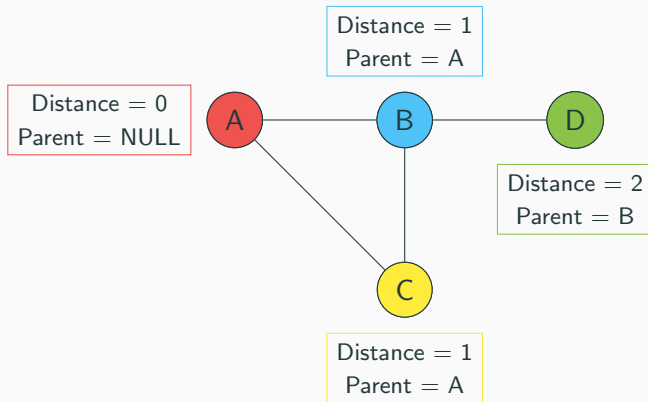 Distance = 1
Parent = A
Distance = 0
Parent = NULL
A
B
D
Distance = 2
Parent = B
C
Distance = 1
Parent = A